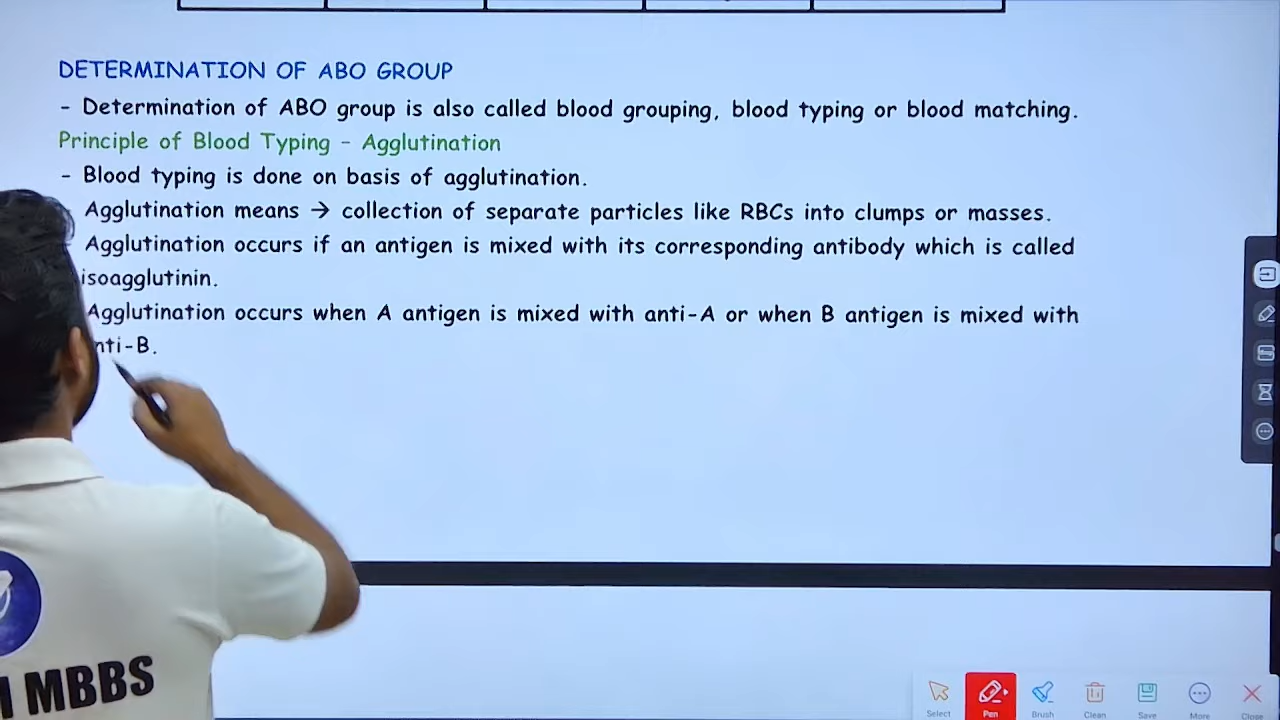 DETERMINATION OF ABO GROUP
- Determination of ABO group is also called blood grouping, blood typing or blood matching.
Principle of Blood Typing - Agglutination
- Blood typing is done on basis of agglutination.
Agglutination means → collection of separate particles like RBCs into clumps or masses.
Agglutination occurs if an antigen is mixed with its corresponding antibody which is called
isoagglutinin.
Agglutination occurs when A antigen is mixed with anti-A or when B antigen is mixed with
nti-B.
MBBS
Select Pen Brush Clean Save More Close